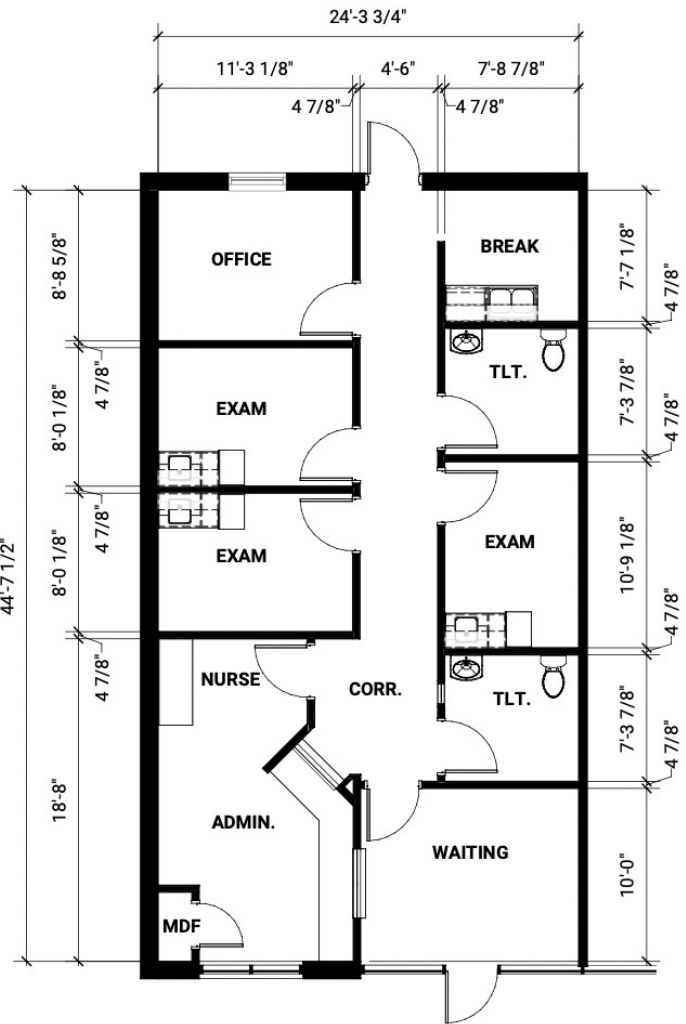 24'-3 3/4"
11'-3 1/8"
4'-6"
7'-8 7/8"
4 7/8"
4 7/8"
OFFICE
BREAK
8'-8 5/8"
7'-7 1/8"
4 7/8"
4 7/8"
TLT.
7'-3 7/8"
EXAM
8'-0 1/8"
4 7/8"
4 7/8"
EXAM
EXAM
8'-0 1/8"
10'-9 1/8"
44'-7 1/2"
4 7/8"
4 7/8"
NURSE
CORR.
TLT.
7'-3 7/8"
4 7/8"
18'-8"
ADMIN.
WAITING
10'-0"
MDF